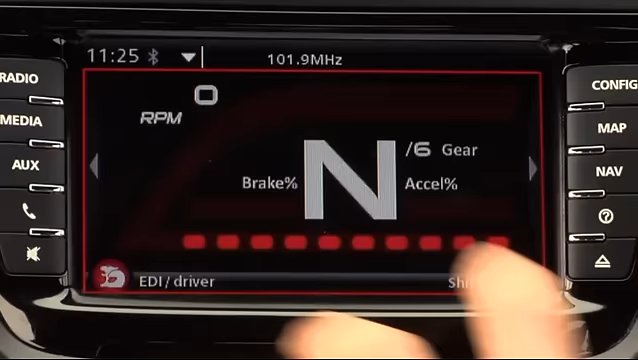 11:25 101.9MHz
RADIO
MEDIA
AUX
CONFIG
MAP
NAV
0
RPM
N /6 Gear
Brake% Accel%
EDI / driver